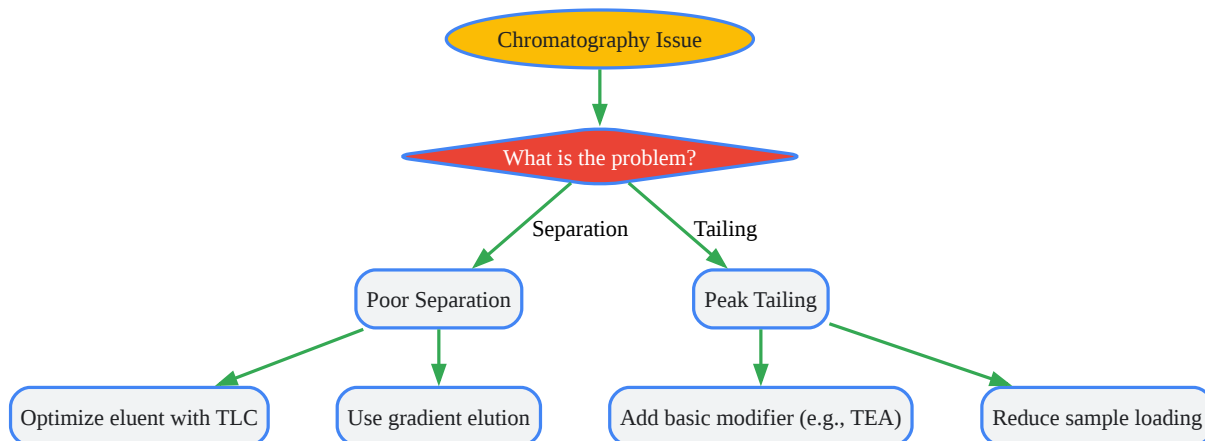 Chromatography Issue
What is the problem?
Separation
Tailing
Poor Separation
Peak Tailing
Optimize eluent with TLC
Use gradient elution
Add basic modifier (e.g., TEA)
Reduce sample loading